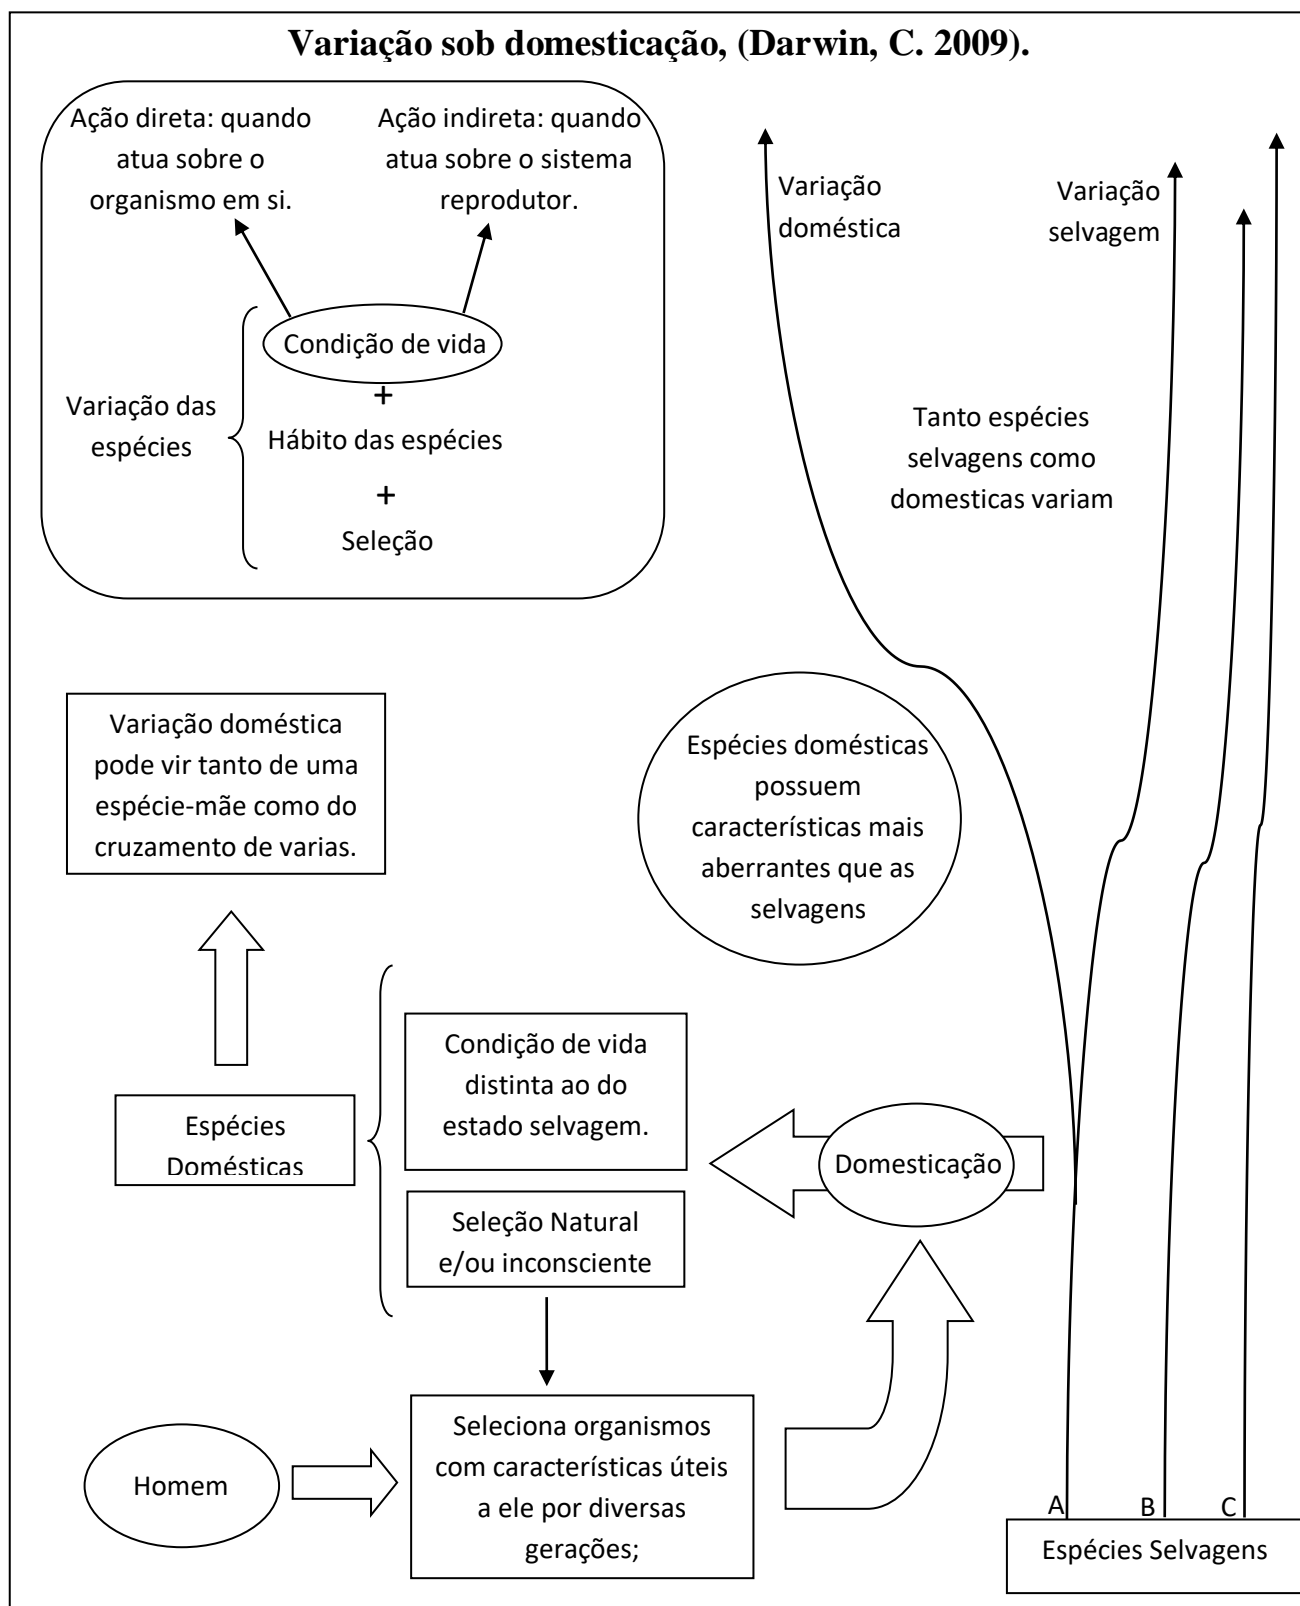 Variação sob domesticação, (Darwin, C. 2009).
Ação direta: quando
atua sobre o
organismo em si.
Ação indireta: quando
atua sobre o sistema
reprodutor.
Condição de vida
+
Variação das
espécies
Hábito das espécies
+
Seleção
Variação
doméstica
Variação
selvagem
Tanto espécies
selvagens como
domesticas variam
Variação doméstica
pode vir tanto de uma
espécie-mãe como do
cruzamento de varias.
Espécies domésticas
possuem
características mais
aberrantes que as
selvagens
Espécies
Domésticas
Condição de vida
distinta ao do
estado selvagem.
Seleção Natural
e/ou inconsciente
Domesticação
Homem
Seleciona organismos
com características úteis
a ele por diversas
gerações;
A
B
C
Espécies Selvagens